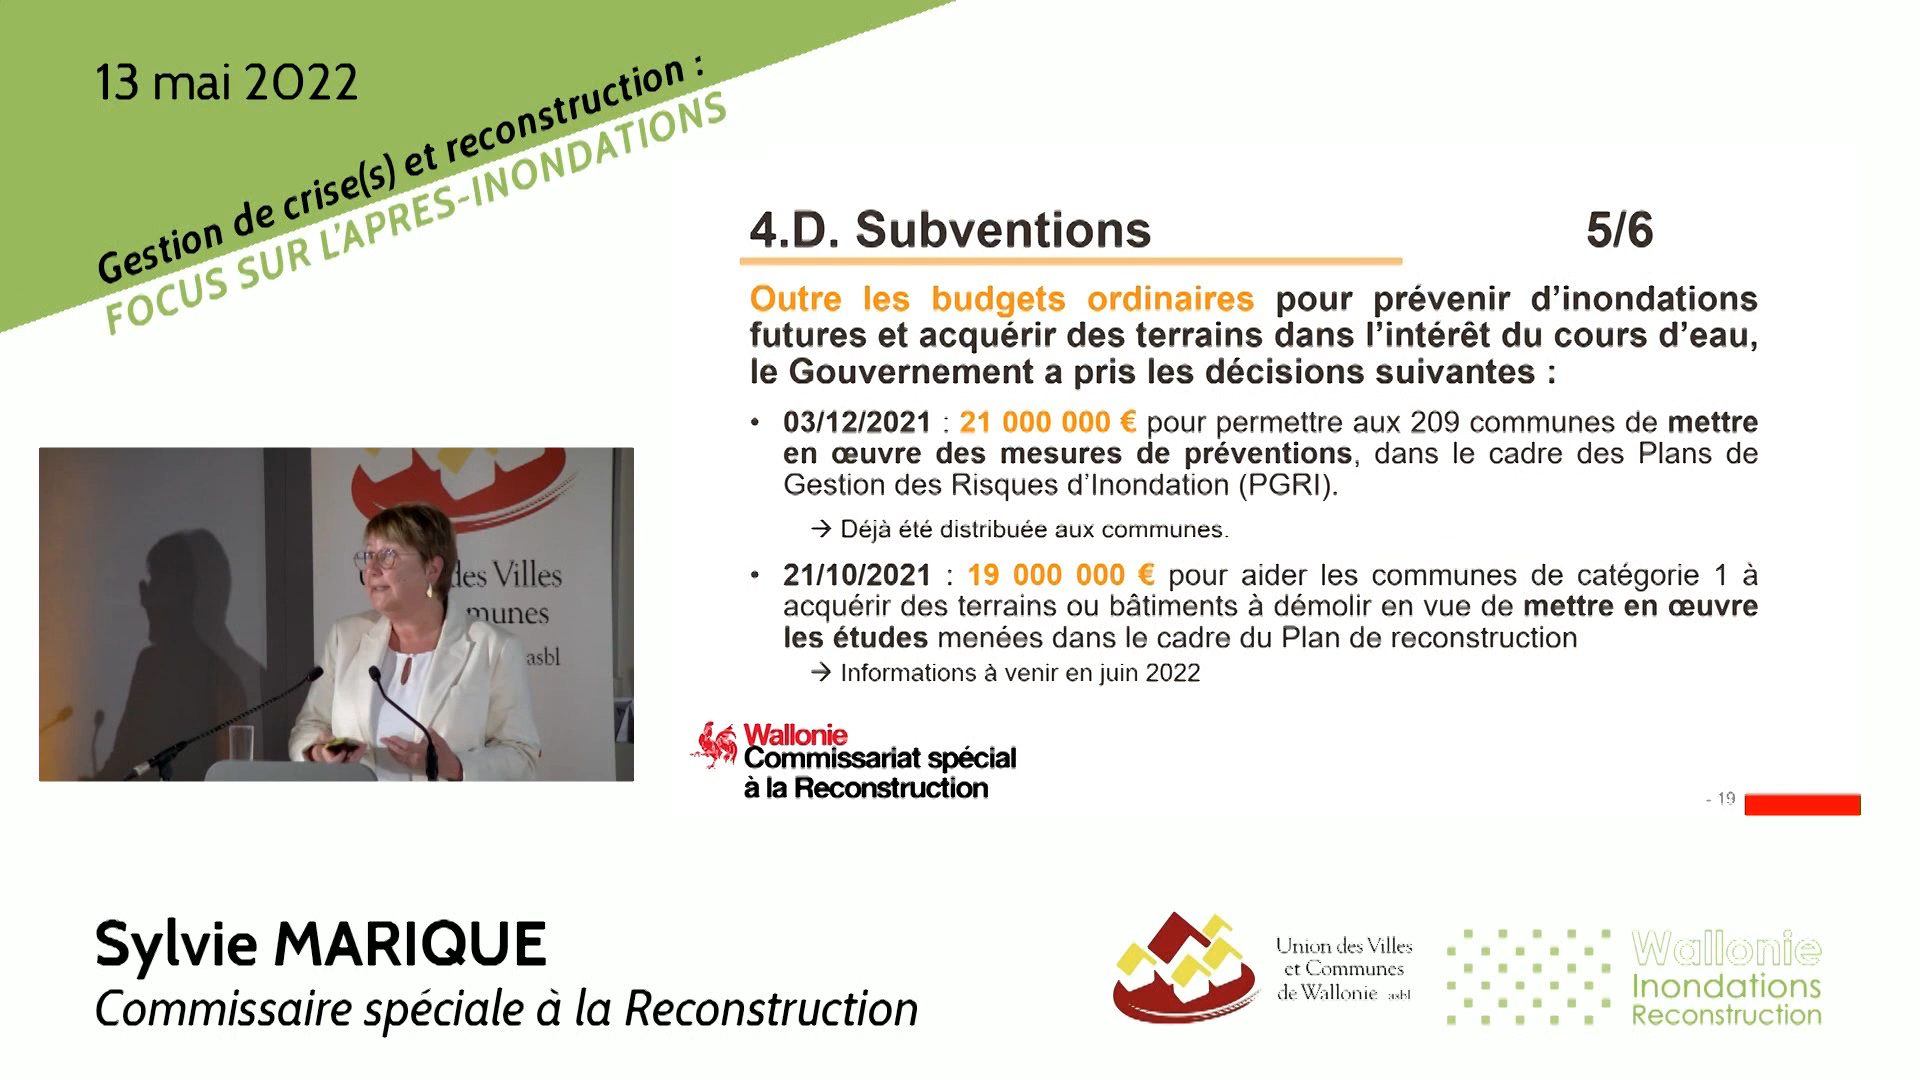 13 mai 2022
Gestion de crise(s) et reconstruction :
FOCUS SUR L'APRES-INONDATIONS
4.D. Subventions 5/6
Outre les budgets ordinaires pour prévenir d'inondations
futures et acquérir des terrains dans l'intérêt du cours d'eau,
le Gouvernement a pris les décisions suivantes :
• 03/12/2021 : 21 000 000 € pour permettre aux 209 communes de mettre
en œuvre des mesures de préventions, dans le cadre des Plans de
Gestion des Risques d'Inondation (PGRI).
→ Déjà été distribuée aux communes.
• 21/10/2021 : 19 000 000 € pour aider les communes de catégorie 1 à
acquérir des terrains ou bâtiments à démolir en vue de mettre en œuvre
les études menées dans le cadre du Plan de reconstruction
→ Informations à venir en juin 2022
Wallonie
Commissariat spécial
à la Reconstruction
- 19
des Villes
munes
asbl
Sylvie MARIQUE
Commissaire spéciale à la Reconstruction
Union des Villes
et Communes
de Wallonie asbl
Wallonie
Inondations
Reconstruction